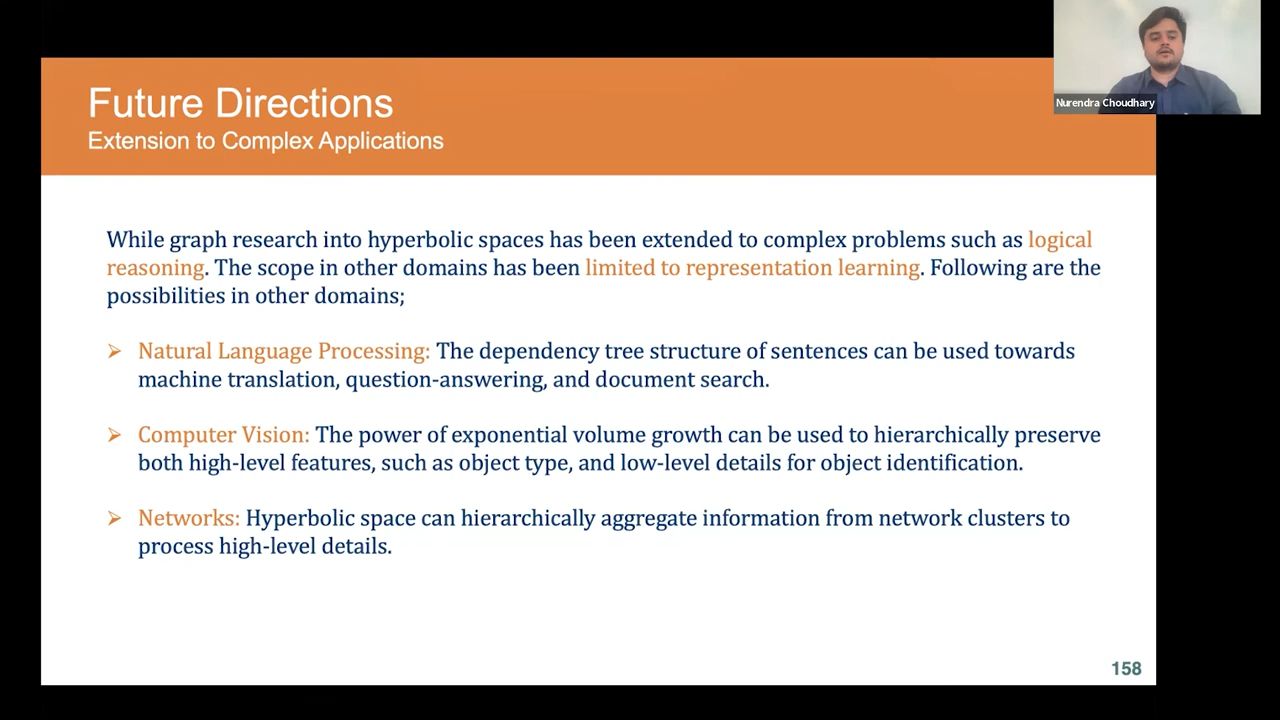 Future Directions
Extension to Complex Applications
Nurendra Choudhary
While graph research into hyperbolic spaces has been extended to complex problems such as logical
reasoning. The scope in other domains has been limited to representation learning. Following are the
possibilities in other domains;
➢ Natural Language Processing: The dependency tree structure of sentences can be used towards
machine translation, question-answering, and document search.
➢ Computer Vision: The power of exponential volume growth can be used to hierarchically preserve
both high-level features, such as object type, and low-level details for object identification.
➢ Networks: Hyperbolic space can hierarchically aggregate information from network clusters to
process high-level details.
158